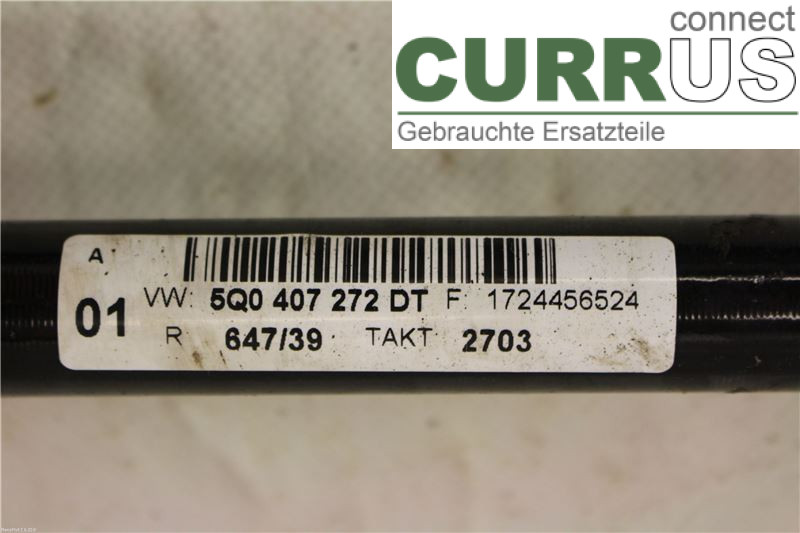 connect
CURRUS
Gebrauchte Ersatzteile
A
01 VW: 5Q0 407 272 DT F: 1724456524
R 647/39 TAKT 2703